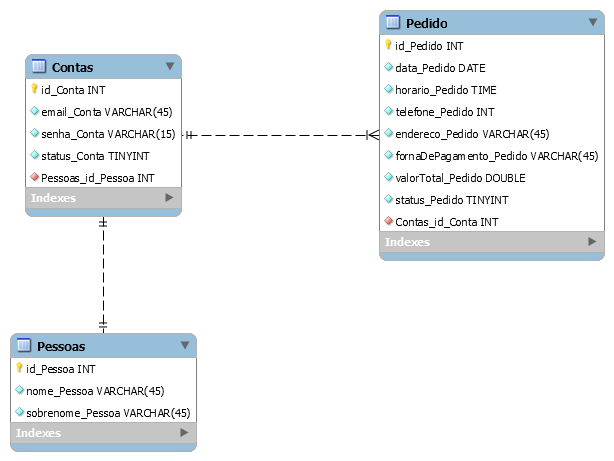 Contas
id_Conta INT
email_Conta VARCHAR(45)
senha_Conta VARCHAR(15)
status_Conta TINYINT
Pessoas_id_Pessoa INT
Indexes
Pedido
id_Pedido INT
data_Pedido DATE
horario_Pedido TIME
telefone_Pedido INT
endereco_Pedido VARCHAR(45)
fornaDePagamento_Pedido VARCHAR(45)
valorTotal_Pedido DOUBLE
status_Pedido TINYINT
Contas_id_Conta INT
Indexes
Pessoas
id_Pessoa INT
nome_Pessoa VARCHAR(45)
sobrenome_Pessoa VARCHAR(45)
Indexes